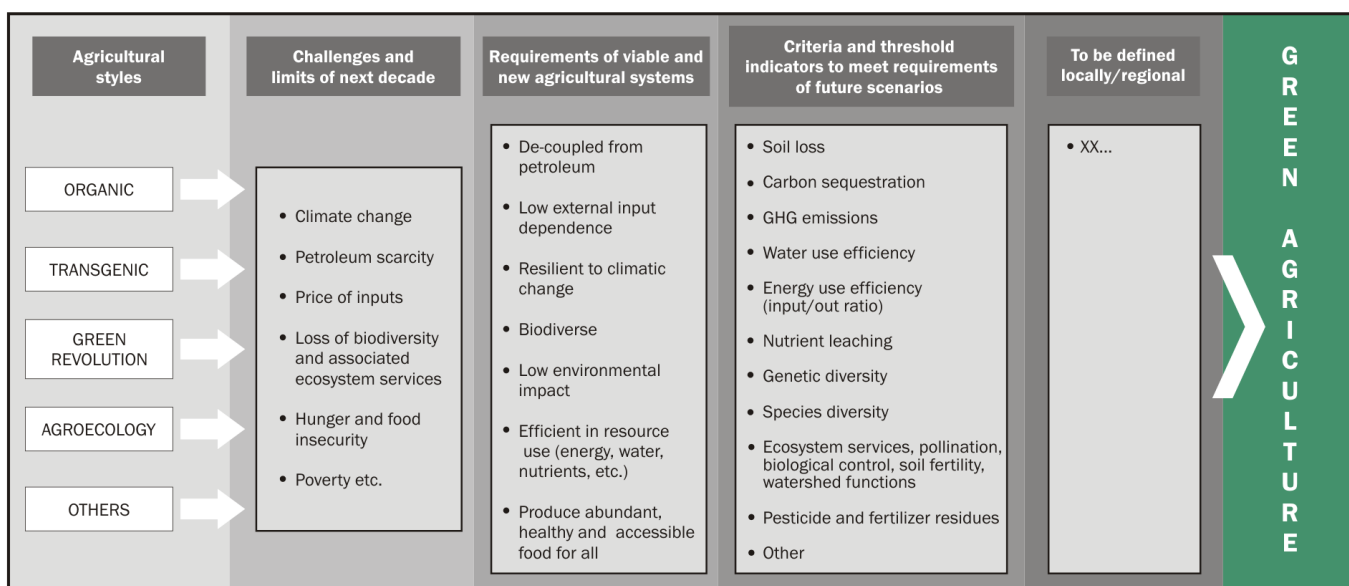 Agricultural
styles
ORGANIC
TRANSGENIC
GREEN
REVOLUTION
AGROECOLOGY
OTHERS
Challenges and
limits of next decade
• Climate change
• Petroleum scarcity
• Price of inputs
• Loss of biodiversity
and associated
ecosystem services
• Hunger and food
insecurity
• Poverty etc.
Requirements of viable and
new agricultural systems
• De-coupled from
petroleum
• Low external input
dependence
• Resilient to climatic
change
• Biodiverse
• Low environmental
impact
• Efficient in resource
use (energy, water,
nutrients, etc.)
• Produce abundant,
healthy and accessible
food for all
Criteria and threshold
indicators to meet requirements
of future scenarios
• Soil loss
• Carbon sequestration
• GHG emissions
• Water use efficiency
• Energy use efficiency
(input/out ratio)
• Nutrient leaching
• Genetic diversity
• Species diversity
• Ecosystem services, pollination,
biological control, soil fertility,
watershed functions
• Pesticide and fertilizer residues
• Other
To be defined
locally/regional
• XX...
GREEN AGRICULTURE